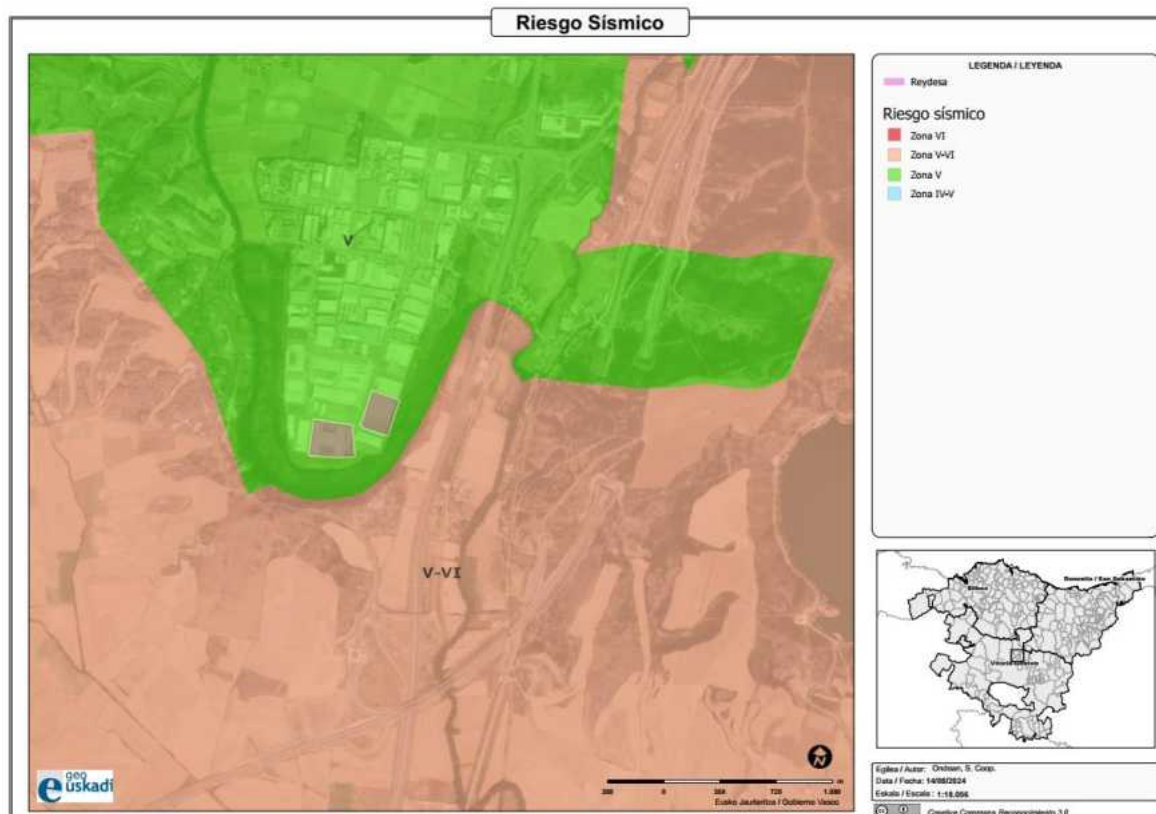 Riesgo Sísmico
LEGENDA / LEYENDA
Reydesa
Riesgo sísmico
Zona VI
Zona V-VI
Zona V
Zona IV-V
V
V-VI
N
geo
euskadi
Eusko Jaurlaritza / Gobierno Vasco
Bilbao
Donostia / San Sebastián
Egilea / Autor: Ondoan, S. Coop.
Data / Fecha: 14/08/2024
Eskala / Escala : 1:18.056
Creative Commons Reconocimiento 3.0